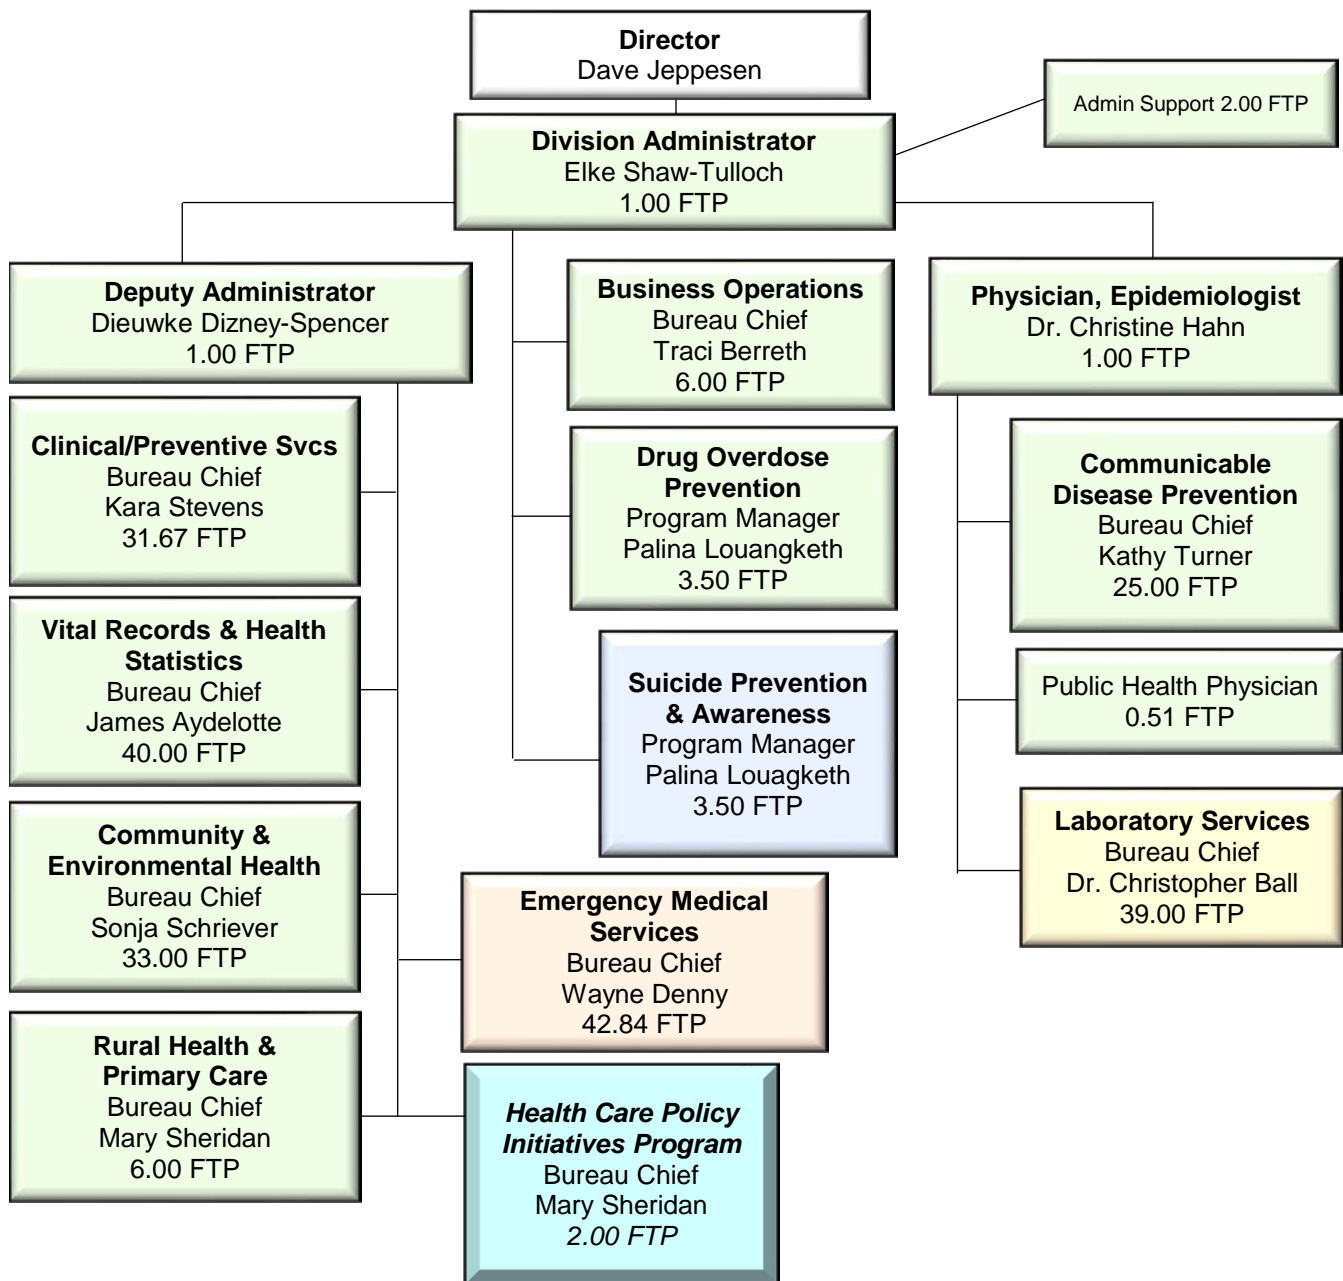 Director
Dave Jeppesen
Admin Support 2.00 FTP
Division Administrator
Elke Shaw-Tulloch
1.00 FTP
Deputy Administrator
Dieuwke Dizney-Spencer
1.00 FTP
Clinical/Preventive Svcs
Bureau Chief
Kara Stevens
31.67 FTP
Vital Records & Health
Statistics
Bureau Chief
James Aydelotte
40.00 FTP
Community &
Environmental Health
Bureau Chief
Sonja Schriever
33.00 FTP
Rural Health &
Primary Care
Bureau Chief
Mary Sheridan
6.00 FTP
Emergency Medical
Services
Bureau Chief
Wayne Denny
42.84 FTP
Health Care Policy
Initiatives Program
Bureau Chief
Mary Sheridan
2.00 FTP
Business Operations
Bureau Chief
Traci Berreth
6.00 FTP
Drug Overdose
Prevention
Program Manager
Palina Louangketh
3.50 FTP
Suicide Prevention
& Awareness
Program Manager
Palina Louagketh
3.50 FTP
Physician, Epidemiologist
Dr. Christine Hahn
1.00 FTP
Communicable
Disease Prevention
Bureau Chief
Kathy Turner
25.00 FTP
Public Health Physician
0.51 FTP
Laboratory Services
Bureau Chief
Dr. Christopher Ball
39.00 FTP